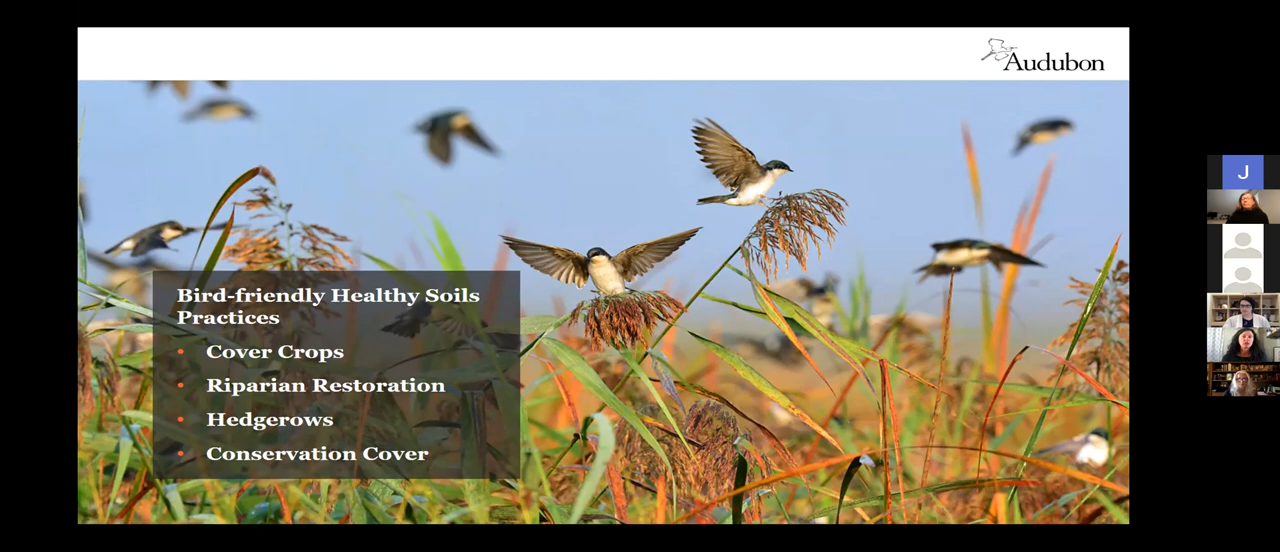 Audubon
Bird-friendly Healthy Soils
Practices
• Cover Crops
• Riparian Restoration
• Hedgerows
• Conservation Cover
J